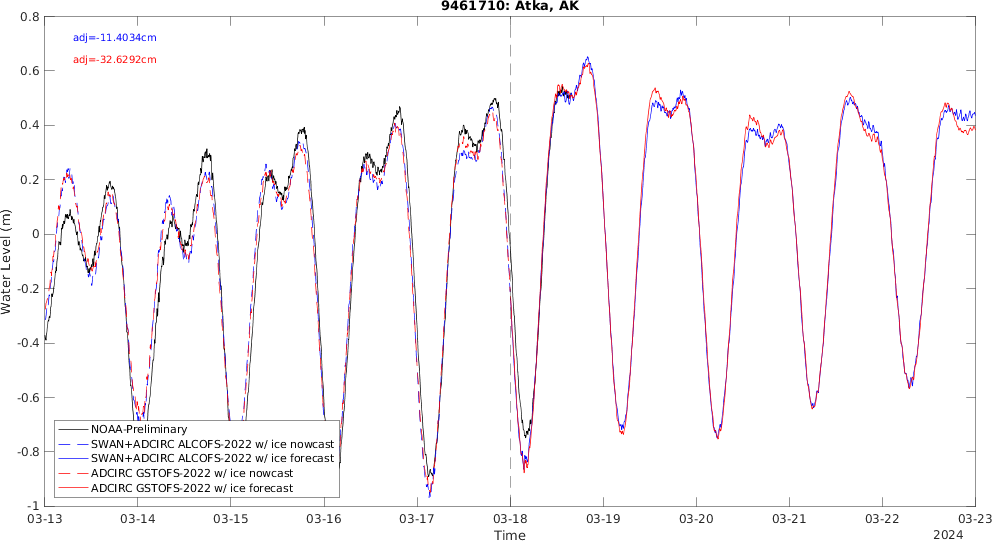 9461710: Atka, AK
adj=-11.4034cm
adj=-32.6292cm
0.8
0.6
0.4
0.2
0
-0.2
-0.4
-0.6
-0.8
-1
Water Level (m)
NOAA-Preliminary
SWAN+ADCIRC ALCOFS-2022 w/ ice nowcast
SWAN+ADCIRC ALCOFS-2022 w/ ice forecast
ADCIRC GSTOFS-2022 w/ ice nowcast
ADCIRC GSTOFS-2022 w/ ice forecast
03-13 03-14 03-15 03-16 03-17 03-18 03-19 03-20 03-21 03-22 03-23
Time
2024